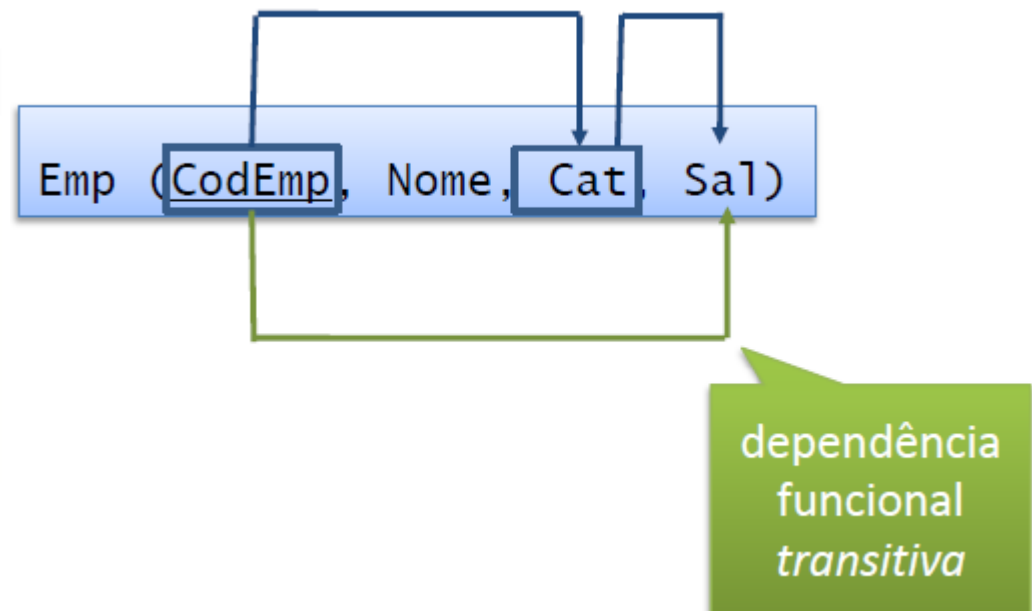 Emp (CodEmp, Nome, Cat, Sal)
dependência
funcional
transitiva